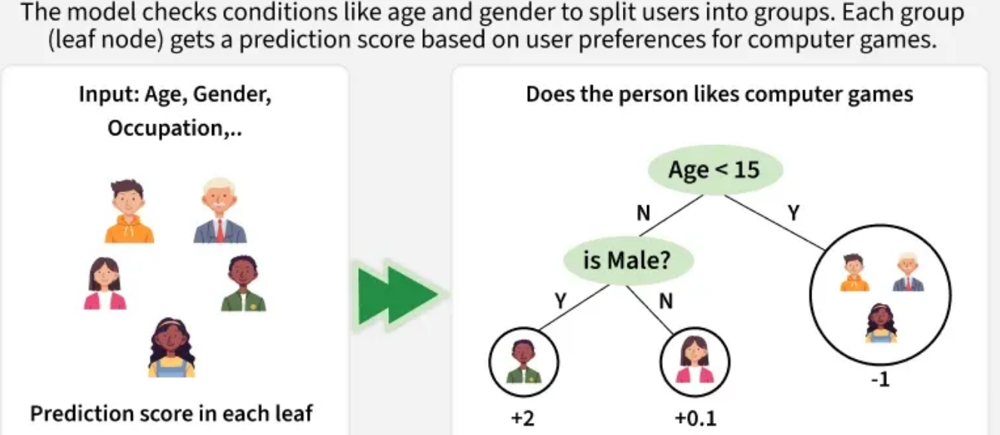 The model checks conditions like age and gender to split users into groups. Each group
(leaf node) gets a prediction score based on user preferences for computer games.
Input: Age, Gender,
Occupation,..
Prediction score in each leaf
Does the person likes computer games
Age < 15
N
Y
is Male?
Y
N
-1
+2
+0.1